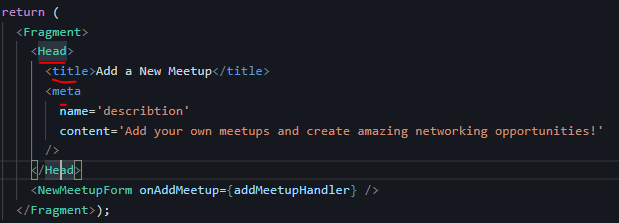 return (
<Fragment>
<Head>
<title>Add a New Meetup</title>
<meta
name='describtion'
content='Add your own meetups and create amazing networking opportunities!'
/>
</Head>
<NewMeetupForm onAddMeetup={addMeetupHandler} />
</Fragment>);